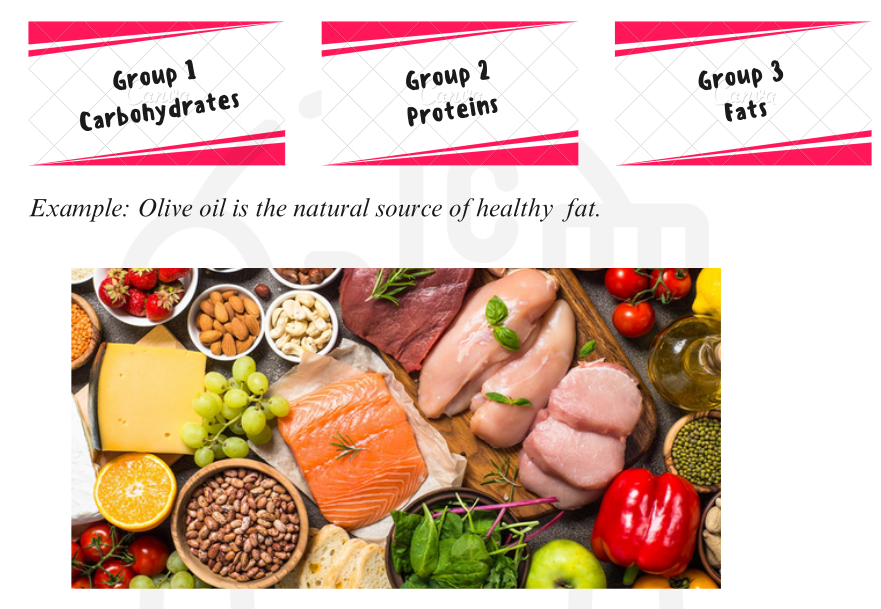 Group 1
Carbohydrates
Group 2
Proteins
Group 3
Fats
Example: Olive oil is the natural source of healthy fat.